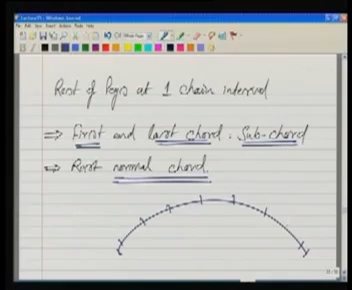 Rest of Pegs at 1 chain interval
⇒ First and last chord : Sub-chord
⇒ Rest normal chord.